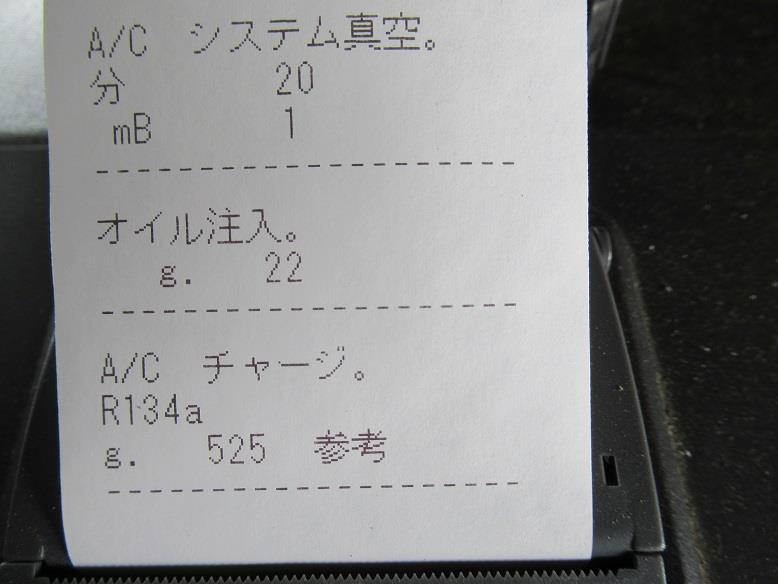 A/C システム真空。
分 20
mB 1
オイル注入。
g. 22
A/C チャージ。
R134a
g. 525 参考